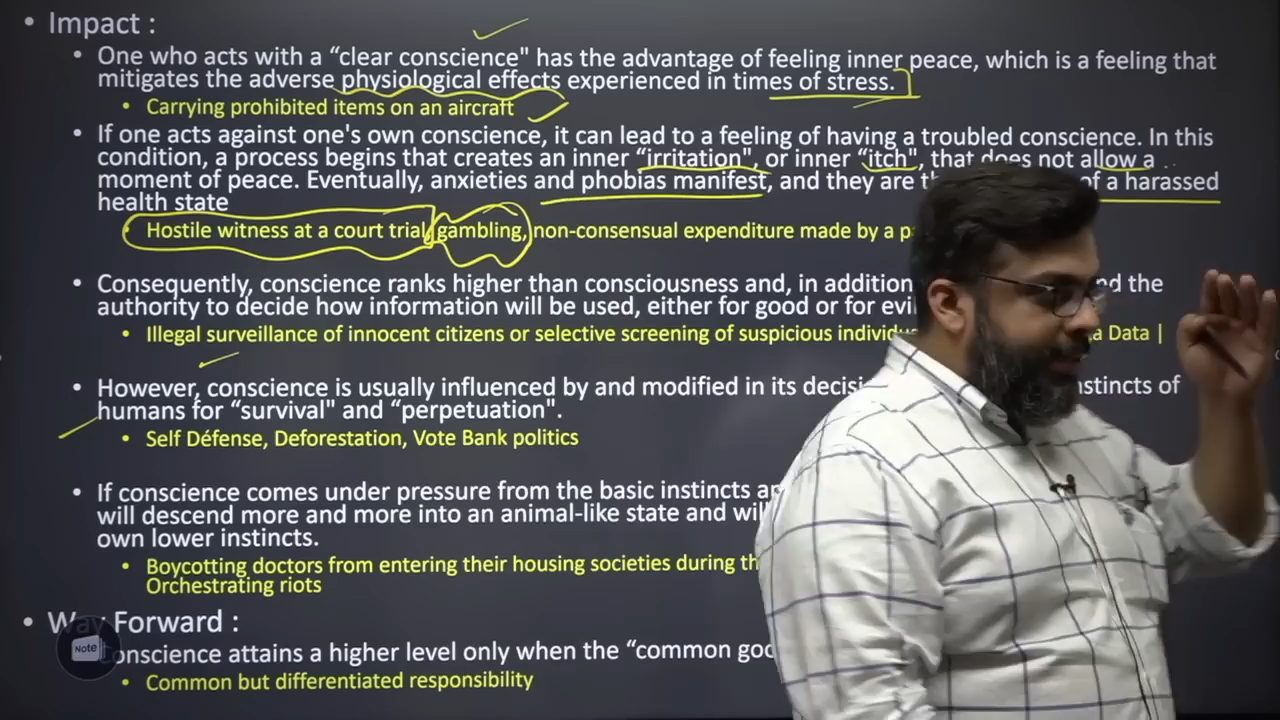 • Impact :
• One who acts with a “clear conscience" has the advantage of feeling inner peace, which is a feeling that
mitigates the adverse physiological effects experienced in times of stress.
• Carrying prohibited items on an aircraft
• If one acts against one's own conscience, it can lead to a feeling of having a troubled conscience. In this
condition, a process begins that creates an inner “irritation", or inner “itch", that does not allow a
moment of peace. Eventually, anxieties and phobias manifest, and they are of a harassed
health state
• Hostile witness at a court trial, gambling, non-consensual expenditure made by a
• Consequently, conscience ranks higher than consciousness and, in addition the
authority to decide how information will be used, either for good or for evil
• Illegal surveillance of innocent citizens or selective screening of suspicious Data |
• However, conscience is usually influenced by and modified in its of
humans for “survival" and “perpetuation".
• Self Défense, Deforestation, Vote Bank politics
• If conscience comes under pressure from the basic instincts
will descend more and more into an animal-like state and
own lower instincts.
• Boycotting doctors from entering their housing societies during
Orchestrating riots
• Way Forward :
Conscience attains a higher level only when the “common
• Common but differentiated responsibility
Note